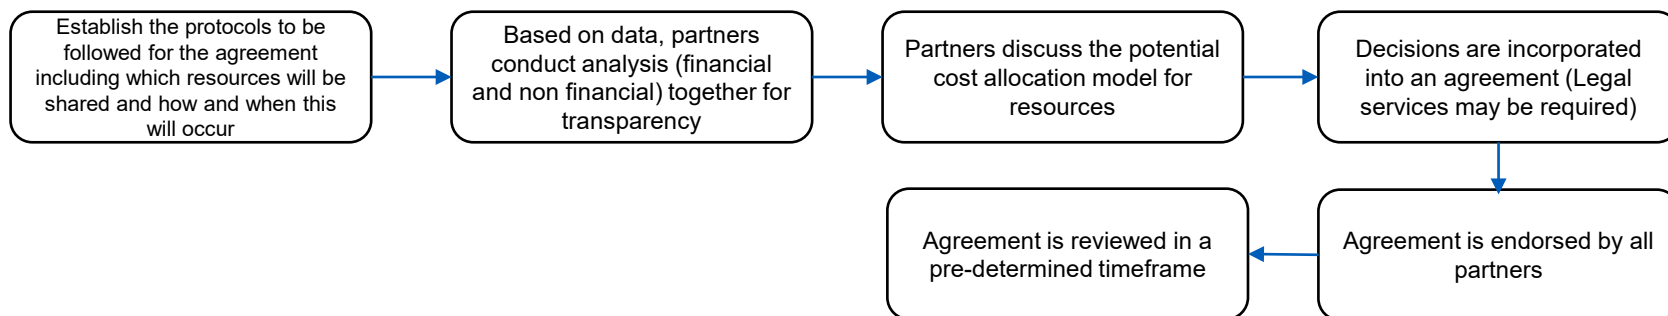 Establish the protocols to be
followed for the agreement
including which resources will be
shared and how and when this
will occur
Based on data, partners
conduct analysis (financial
and non financial) together for
transparency
Partners discuss the potential
cost allocation model for
resources
Decisions are incorporated
into an agreement (Legal
services may be required)
Agreement is endorsed by all
partners
Agreement is reviewed in a
pre-determined timeframe